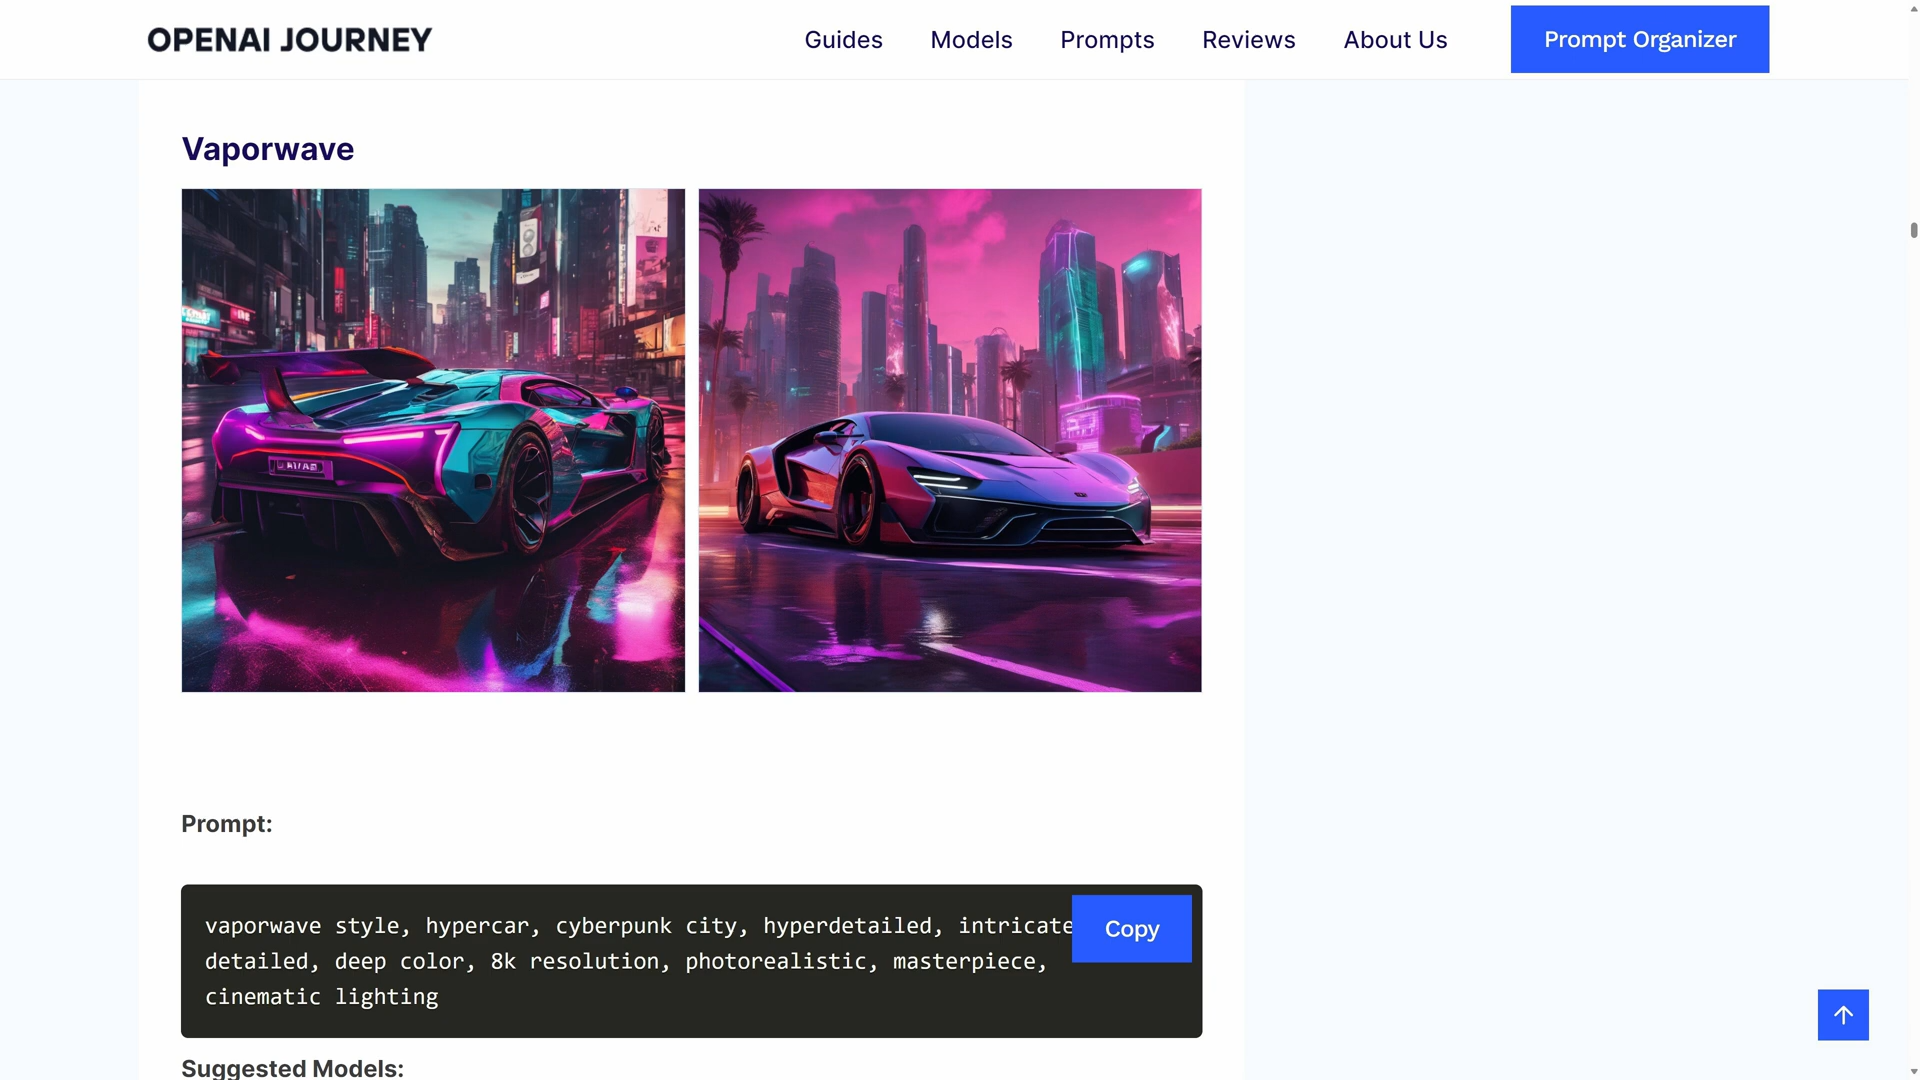 OPENAI JOURNEY
Guides
Models
Prompts
Reviews
About Us
Prompt Organizer
Vaporwave
Prompt:
vaporwave style, hypercar, cyberpunk city, hyperdetailed, intricate
Copy
detailed, deep color, 8k resolution, photorealistic, masterpiece,
cinematic lighting
Suggested Models: